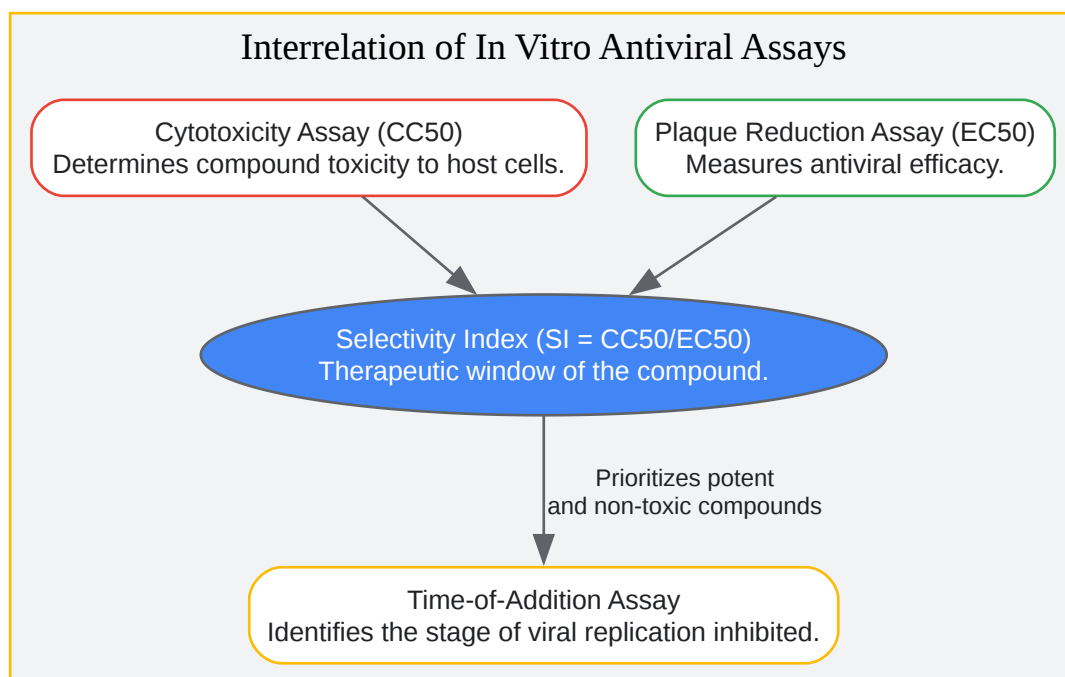 Interrelation of In Vitro Antiviral Assays
Cytotoxicity Assay (CC50)
Determines compound toxicity to host cells.
Plaque Reduction Assay (EC50)
Measures antiviral efficacy.
Selectivity Index (SI = CC50/EC50)
Therapeutic window of the compound.
Prioritizes potent
and non-toxic compounds
Time-of-Addition Assay
Identifies the stage of viral replication inhibited.